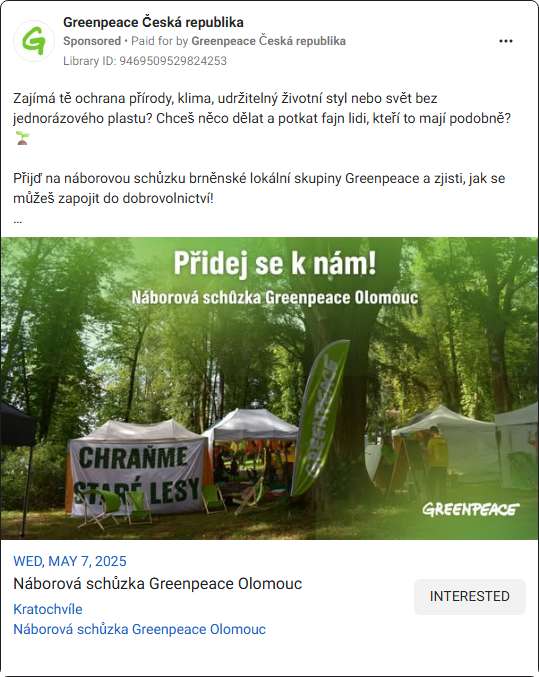 Greenpeace Česká republika
Sponsored • Paid for by Greenpeace Česká republika
Library ID: 9469509529824253
Zajímá tě ochrana přírody, klima, udržitelný životní styl nebo svět bez
jednorázového plastu? Chceš něco dělat a potkat fajn lidi, kteří to mají podobně?
🌱
Přijď na náborovou schůzku brněnské lokální skupiny Greenpeace a zjisti, jak se
můžeš zapojit do dobrovolnictví!
...
Přidej se k nám!
Náborová schůzka Greenpeace Olomouc
GREENPEACE
CHRAŇME
STARÉ LESY
GREENPEACE
WED, MAY 7, 2025
Náborová schůzka Greenpeace Olomouc
INTERESTED
Kratochvíle
Náborová schůzka Greenpeace Olomouc